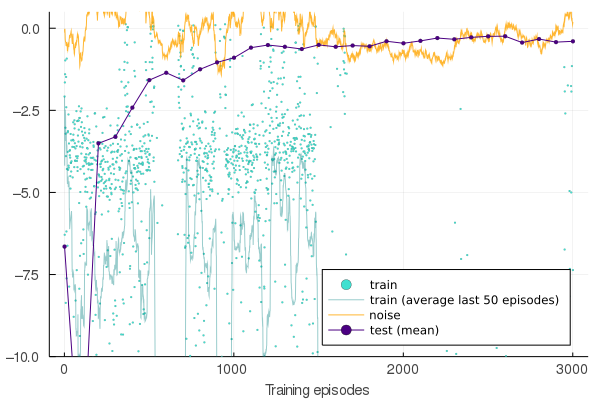 0.0
−2.5
−5.0
−7.5
−10.0
0
1000
2000
3000
Training episodes
train
train (average last 50 episodes)
noise
test (mean)